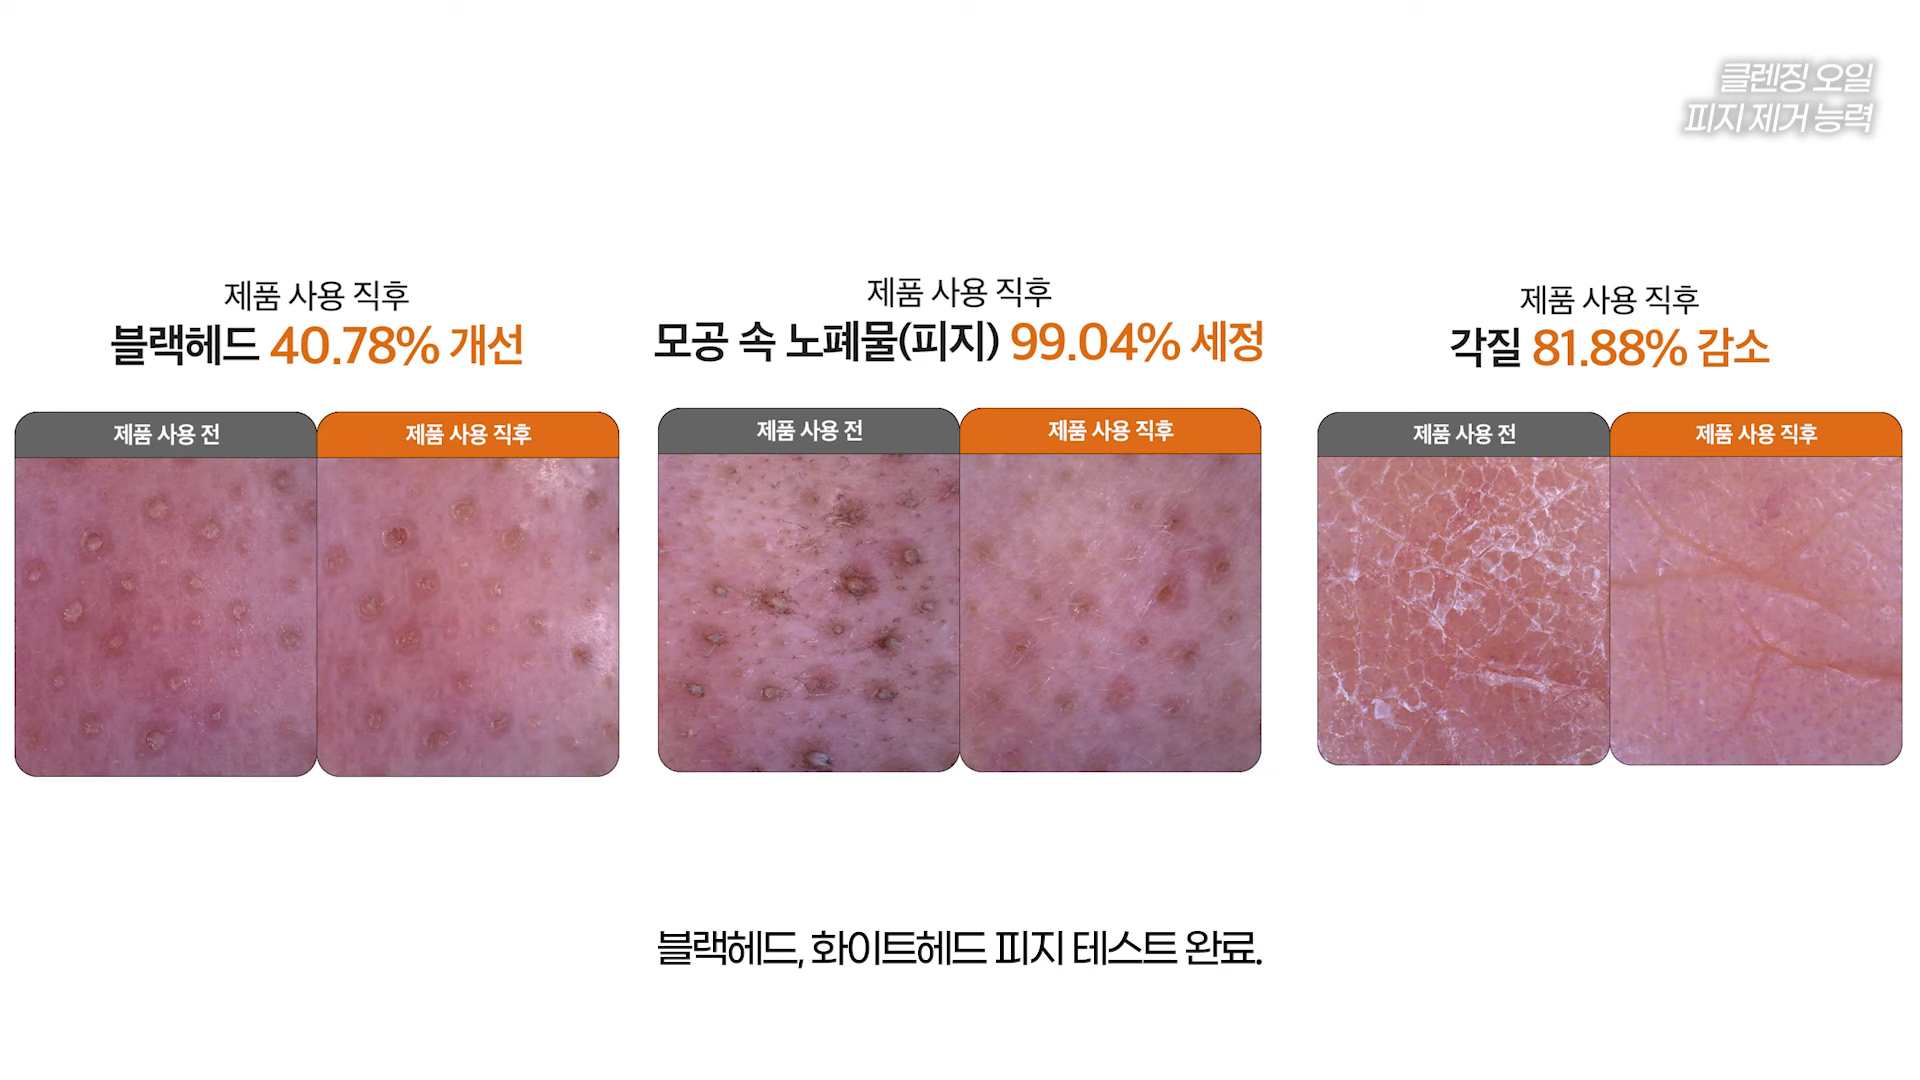 클렌징 오일
피지 제거 능력
제품 사용 직후
블랙헤드 40.78% 개선
제품 사용 전
제품 사용 직후
제품 사용 직후
모공 속 노폐물(피지) 99.04% 세정
제품 사용 전
제품 사용 직후
제품 사용 직후
각질 81.88% 감소
제품 사용 전
제품 사용 직후
블랙헤드, 화이트헤드 피지 테스트 완료.